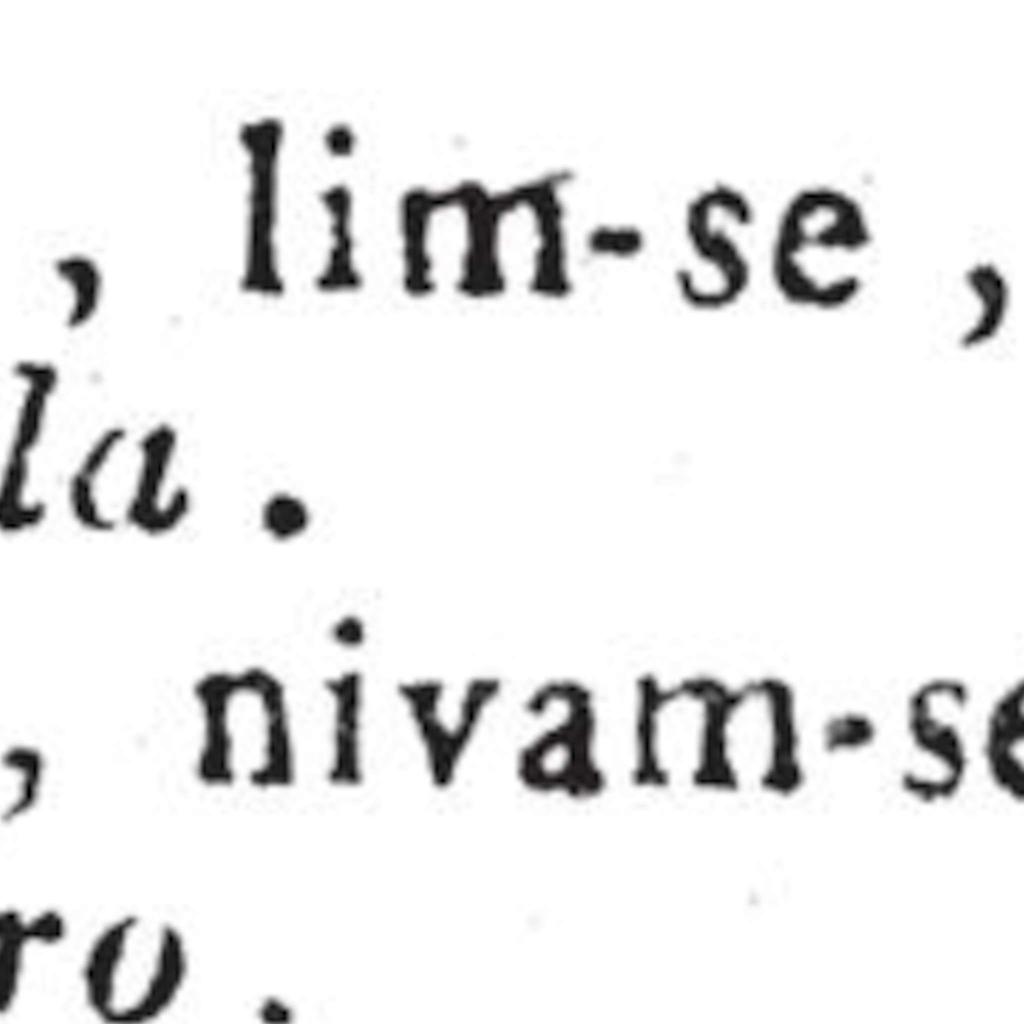 , lim-se ,
la .
, nivam-se
ro .